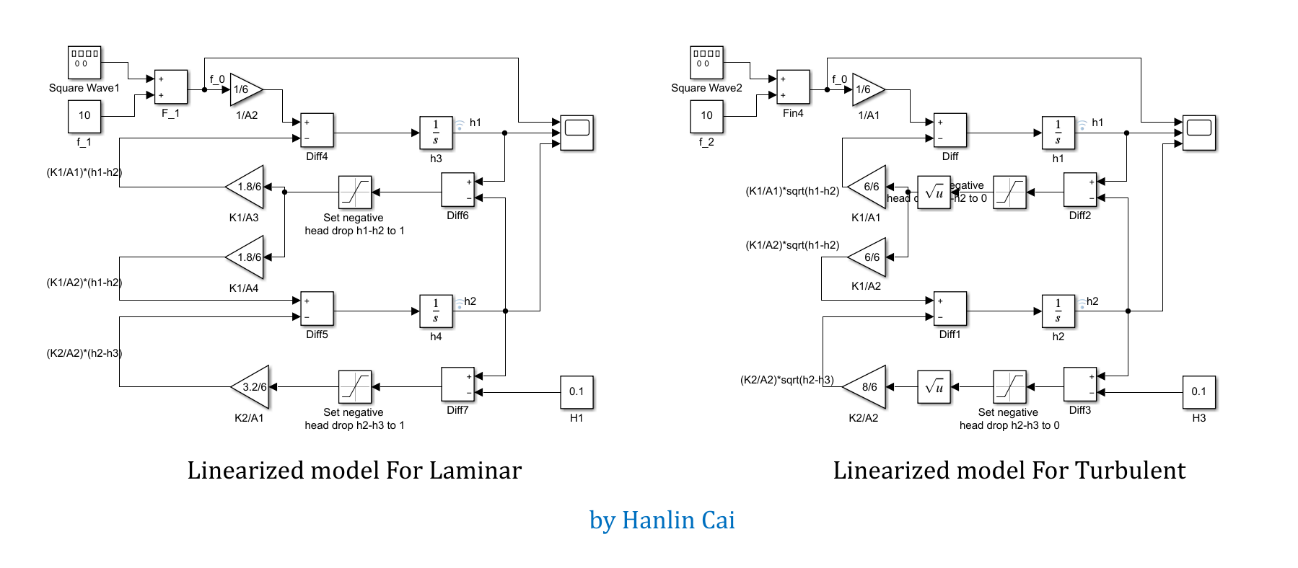 f_0
1/6
1/A2
Square Wave1
F_1
10
f_1
Diff4
1
s
h1
h3
(K1/A1)*(h1-h2)
1.8/6
K1/A3
Set negative
head drop h1-h2 to 1
Diff6
1.8/6
K1/A4
(K1/A2)*(h1-h2)
Diff5
1
s
h2
h4
(K2/A2)*(h2-h3)
3.2/6
K2/A1
Set negative
head drop h2-h3 to 1
Diff7
0.1
H1
Linearized model For Laminar
f_0
1/6
1/A1
Square Wave2
Fin4
10
f_2
Diff
1
s
h1
h1
(K1/A1)*sqrt(h1-h2)
6/6
K1/A1
√u
egative
head
-h2 to 0
Diff2
(K1/A2)*sqrt(h1-h2)
6/6
K1/A2
Diff1
1
s
h2
h2
(K2/A2)*sqrt(h2-h3)
8/6
K2/A2
√u
Set negative
head drop h2-h3 to 0
Diff3
0.1
H3
Linearized model For Turbulent
by Hanlin Cai